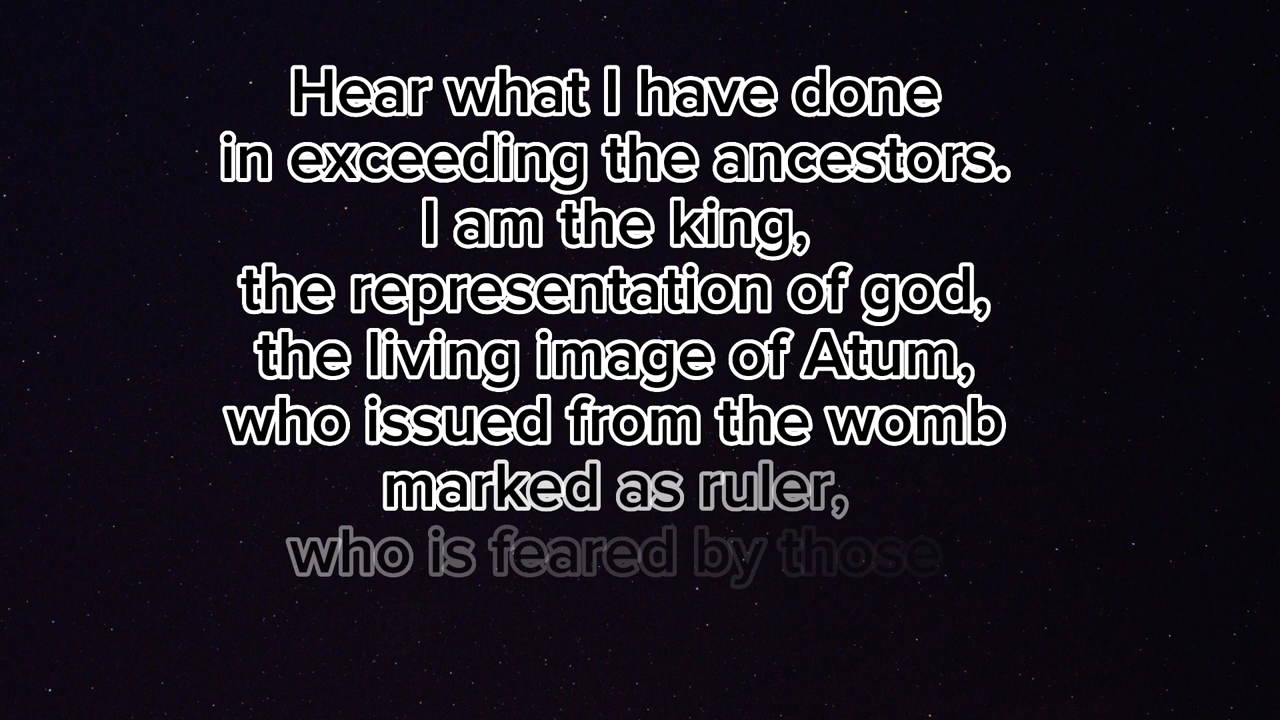 Hear what I have done
in exceeding the ancestors.
I am the king,
the representation of god,
the living image of Atum,
who issued from the womb
marked as ruler,
who is feared by those